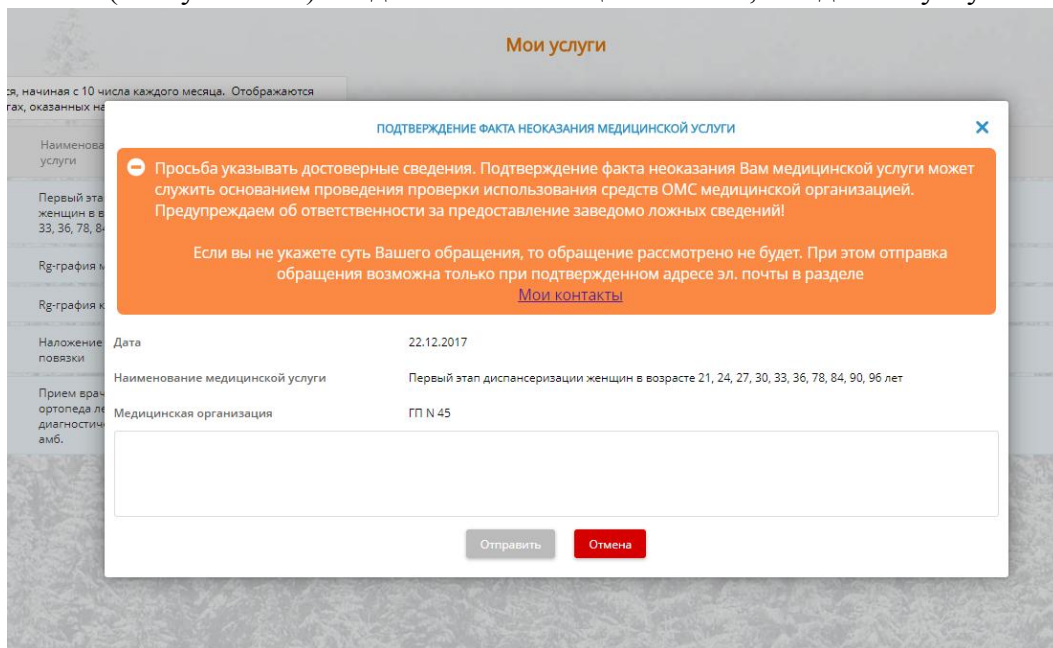 Мои услуги
ся, начиная с 10 числа каждого месяца. Отображаются
гах, оказанных на
Наименова
услуги
Первый эта
женщин в в
33, 36, 78, 84
Rg-графия м
Rg-графия к
Наложение
повязки
Прием врач
ортопеда ле
диагностиче
амб.
ПОДТВЕРЖДЕНИЕ ФАКТА НЕОКАЗАНИЯ МЕДИЦИНСКОЙ УСЛУГИ
Просьба указывать достоверные сведения. Подтверждение факта неоказания Вам медицинской услуги может
служить основанием проведения проверки использования средств ОМС медицинской организацией.
Предупреждаем об ответственности за предоставление заведомо ложных сведений!
Если вы не укажете суть Вашего обращения, то обращение рассмотрено не будет. При этом отправка
обращения возможна только при подтвержденном адресе эл. почты в разделе
Мои контакты
Дата 22.12.2017
Наименование медицинской услуги Первый этап диспансеризации женщин в возрасте 21, 24, 27, 30, 33, 36, 78, 84, 90, 96 лет
Медицинская организация ГП N 45
Отправить Отмена